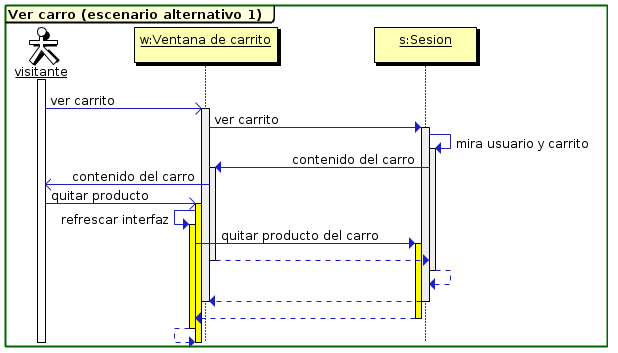 Ver carro (escenario alternativo 1)
visitante
w:Ventana de carrito
s:Sesion
ver carrito
ver carrito
mira usuario y carrito
contenido del carro
contenido del carro
quitar producto
refrescar interfaz
quitar producto del carro